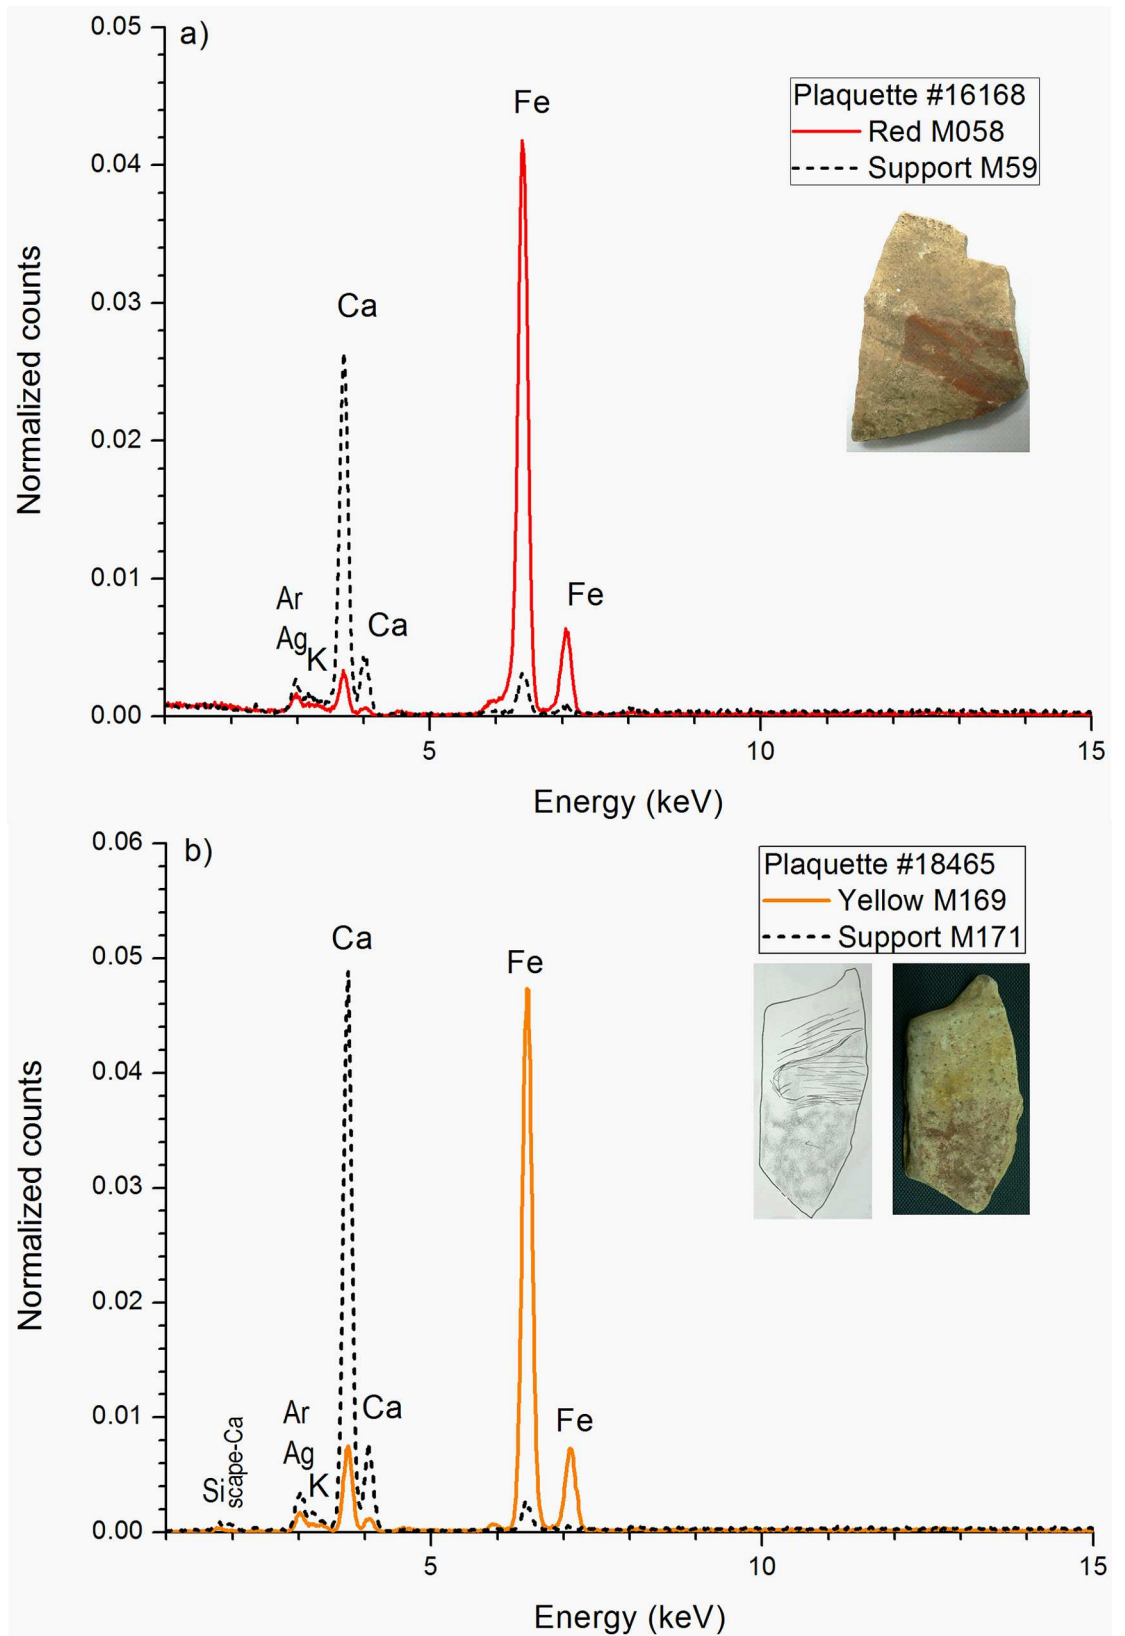 a)
0.05
0.04
0.03
0.02
0.01
0.00
Normalized counts
Fe
Ca
Ar
Ag
K
Ca
Fe
Plaquette #16168
Red M058
Support M59
5
10
15
Energy (keV)
b)
0.06
0.05
0.04
0.03
0.02
0.01
0.00
Normalized counts
Ca
Fe
Si
scape-Ca
Ar
Ag
K
Ca
Fe
Plaquette #18465
Yellow M169
Support M171
5
10
15
Energy (keV)